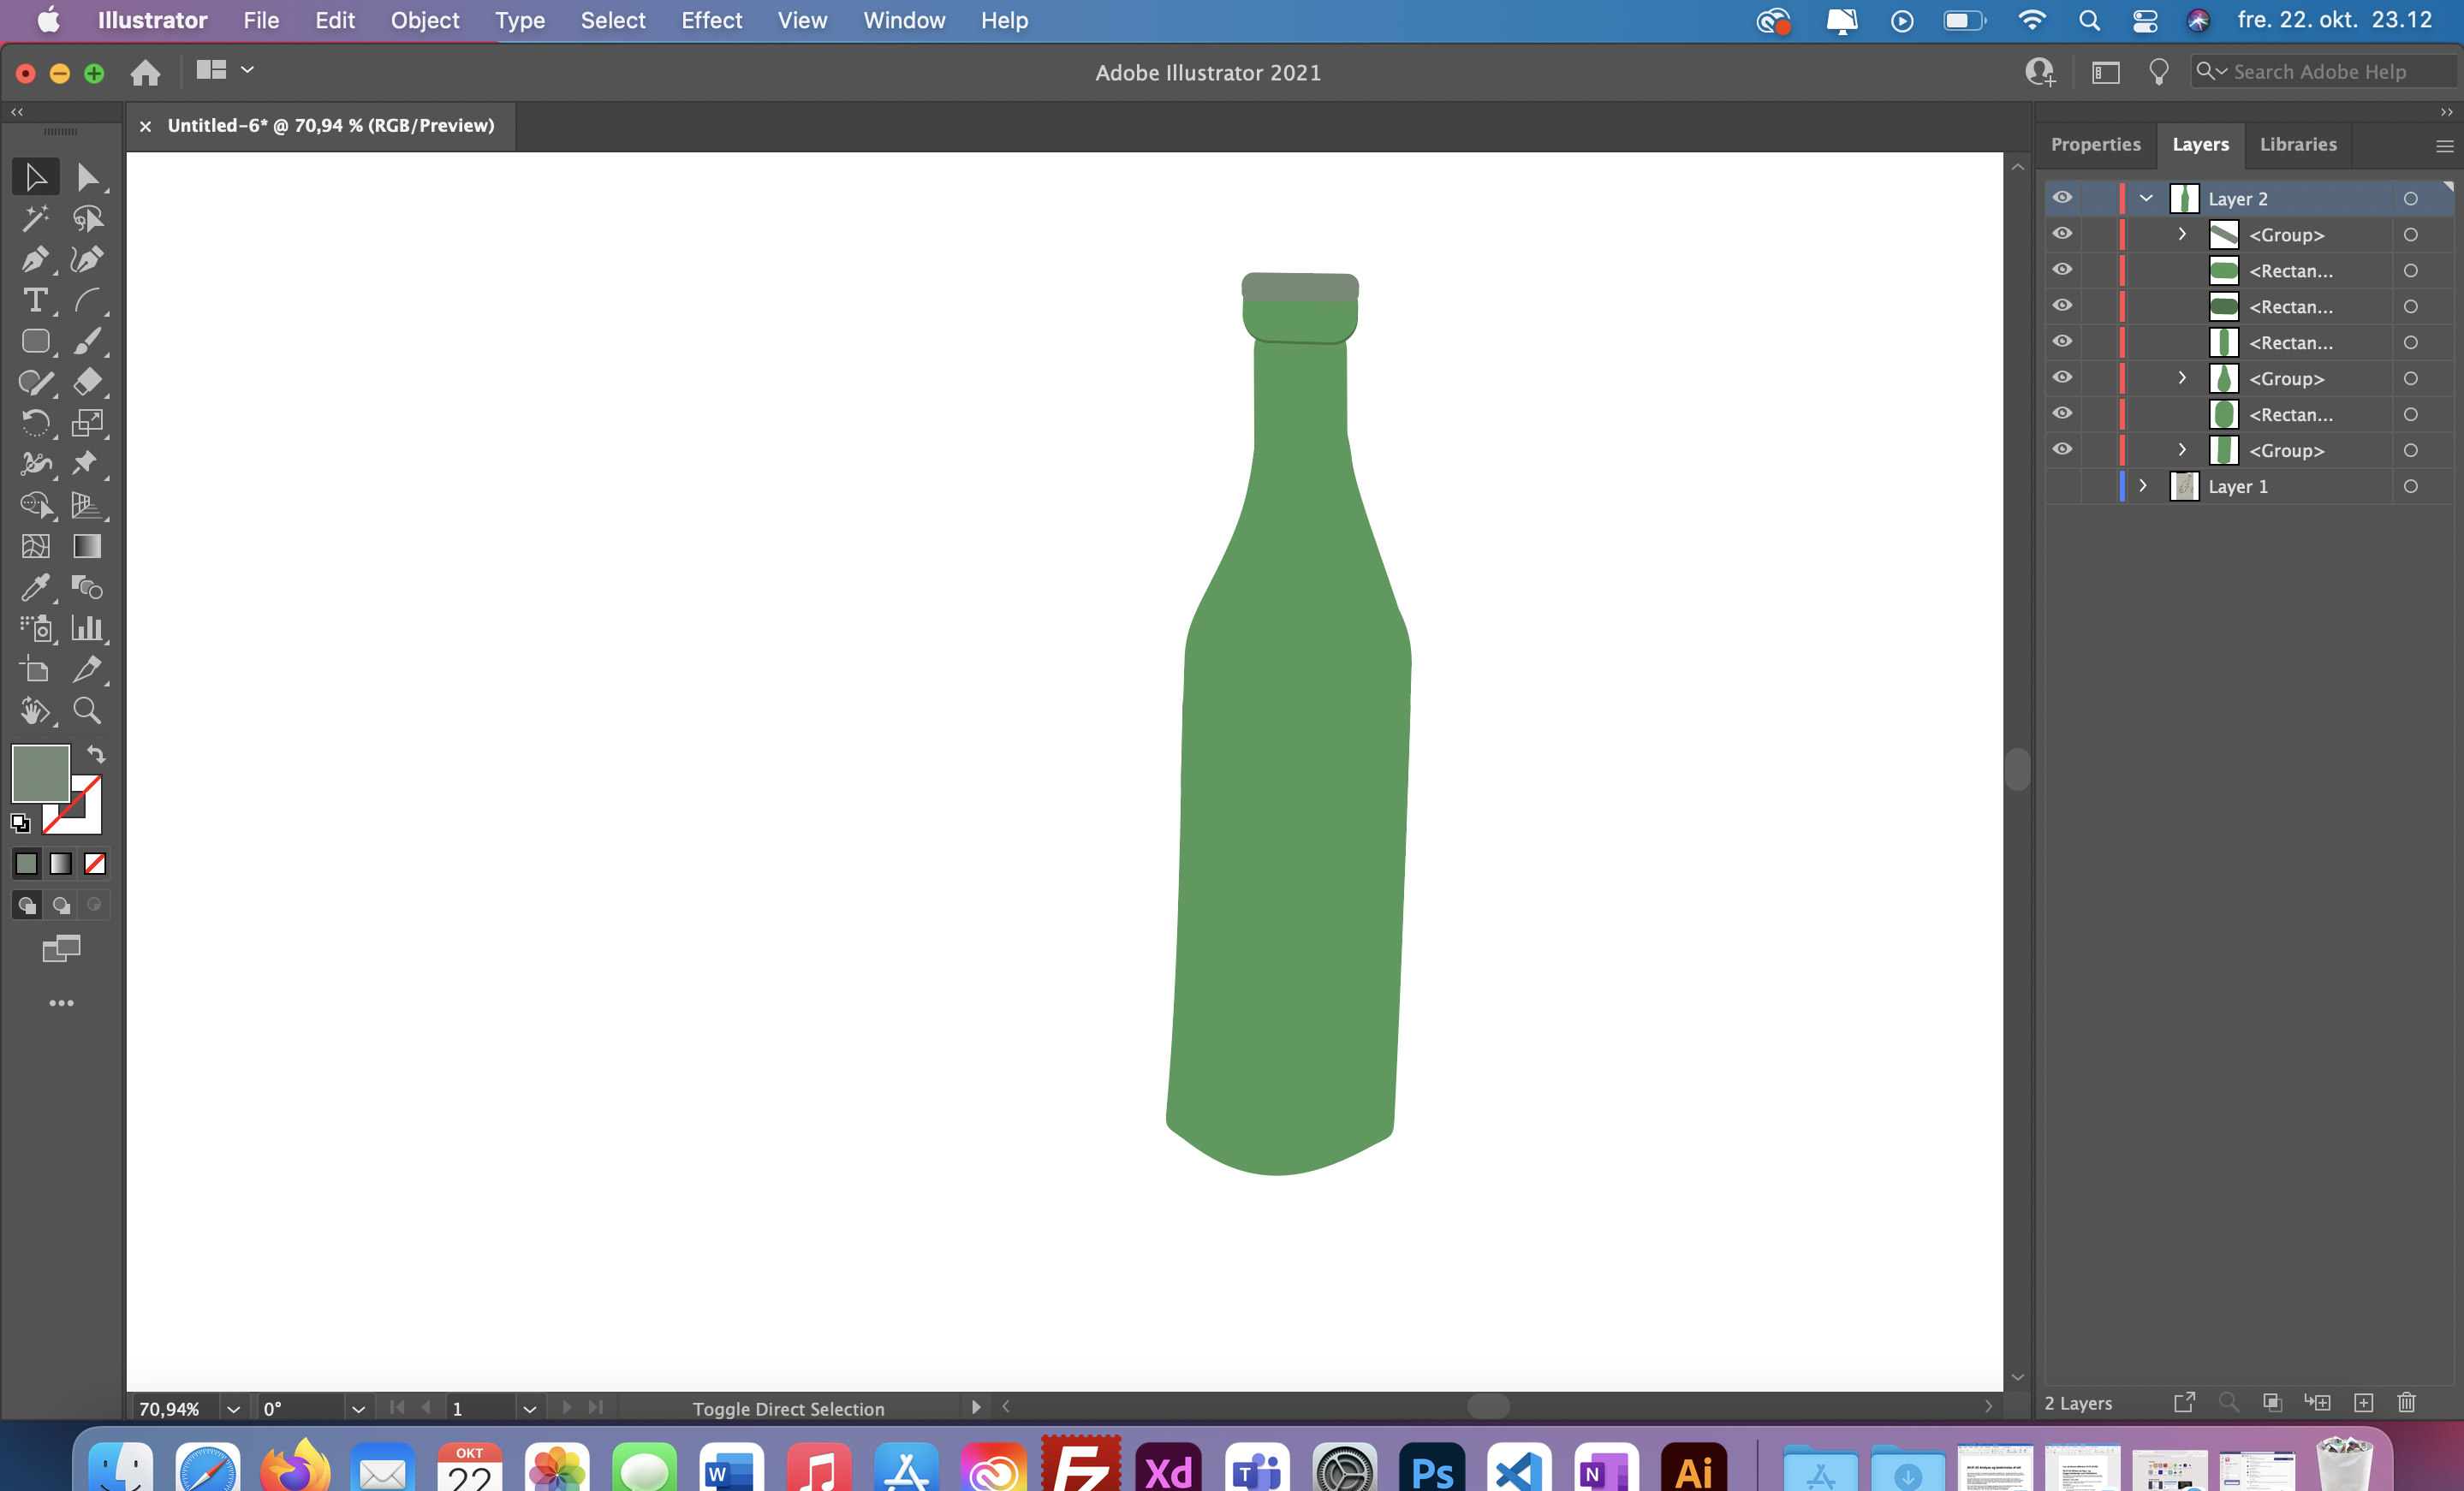 Illustrator File Edit Object Type Select Effect View Window Help fre. 22. okt. 23.12
Adobe Illustrator 2021
Search Adobe Help
Untitled-6* @ 70,94 % (RGB/Preview)
Properties Layers Libraries
Layer 2
<Group>
<Rectan...
<Rectan...
<Rectan...
<Group>
<Rectan...
<Group>
Layer 1
70,94% 0° 1 Toggle Direct Selection
2 Layers
OKT
22
W
Fz
Xd
T
Ps
N
Ai